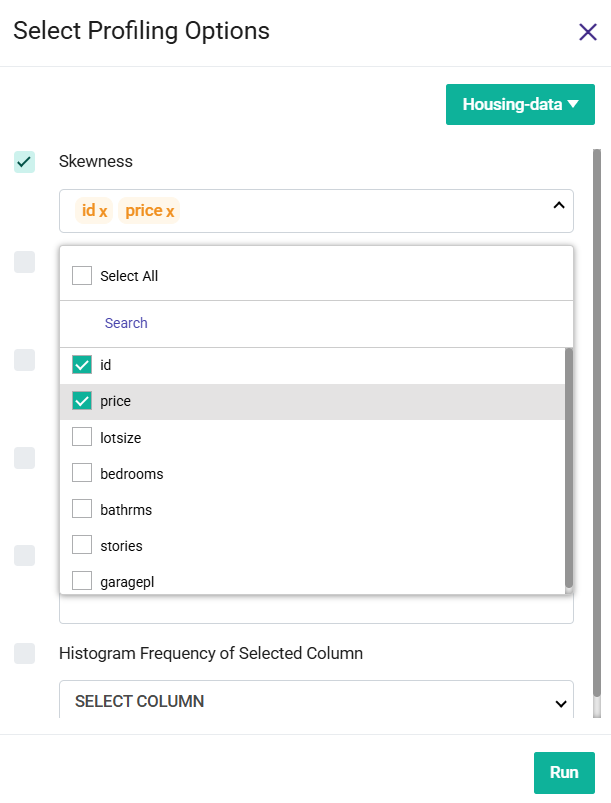 Select Profiling Options
Housing-data
Skewness
id x price x
Select All
Search
id
price
lotsize
bedrooms
bathrms
stories
garagepl
Histogram Frequency of Selected Column
SELECT COLUMN
Run